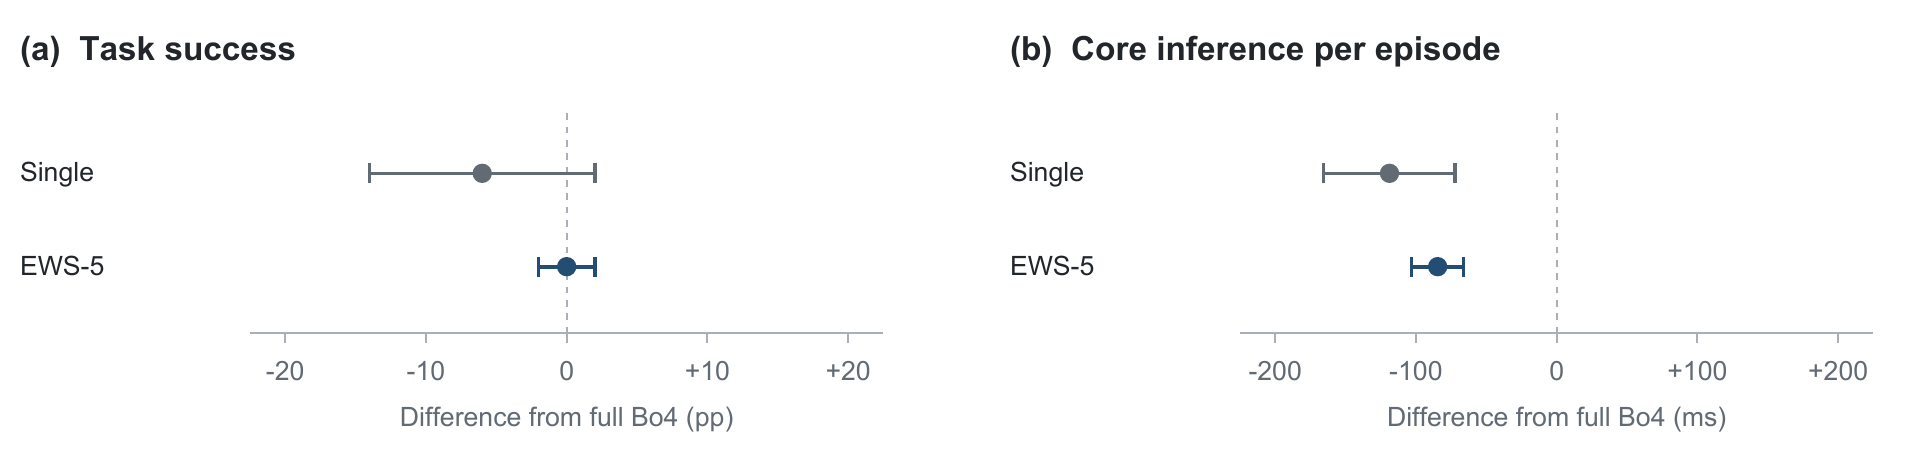 (a) Task success
Single
EWS-5
-20 -10 0 +10 +20
Difference from full Bo4 (pp)
(b) Core inference per episode
Single
EWS-5
-200 -100 0 +100 +200
Difference from full Bo4 (ms)